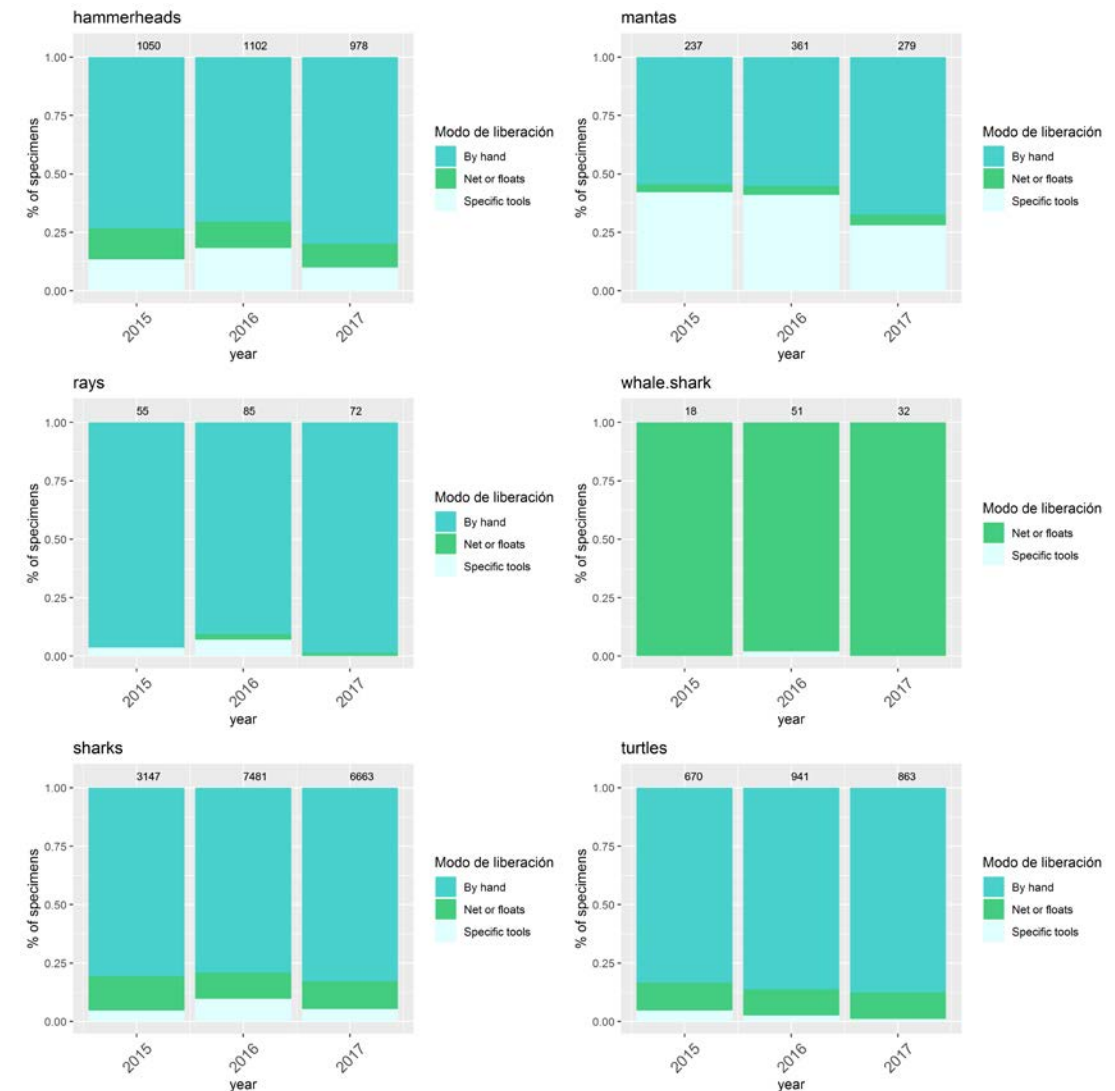 hammerheads
1050 1102 978
1.00
0.75
0.50
0.25
0.00
% of specimens
2015 2016 2017
year
Modo de liberación
By hand
Net or floats
Specific tools
mantas
237 361 279
1.00
0.75
0.50
0.25
0.00
% of specimens
2015 2016 2017
year
Modo de liberación
By hand
Net or floats
Specific tools
rays
55 85 72
1.00
0.75
0.50
0.25
0.00
% of specimens
2015 2016 2017
year
Modo de liberación
By hand
Net or floats
Specific tools
whale.shark
18 51 32
1.00
0.75
0.50
0.25
0.00
% of specimens
2015 2016 2017
year
Modo de liberación
Net or floats
Specific tools
sharks
3147 7481 6663
1.00
0.75
0.50
0.25
0.00
% of specimens
2015 2016 2017
year
Modo de liberación
By hand
Net or floats
Specific tools
turtles
670 941 863
1.00
0.75
0.50
0.25
0.00
% of specimens
2015 2016 2017
year
Modo de liberación
By hand
Net or floats
Specific tools